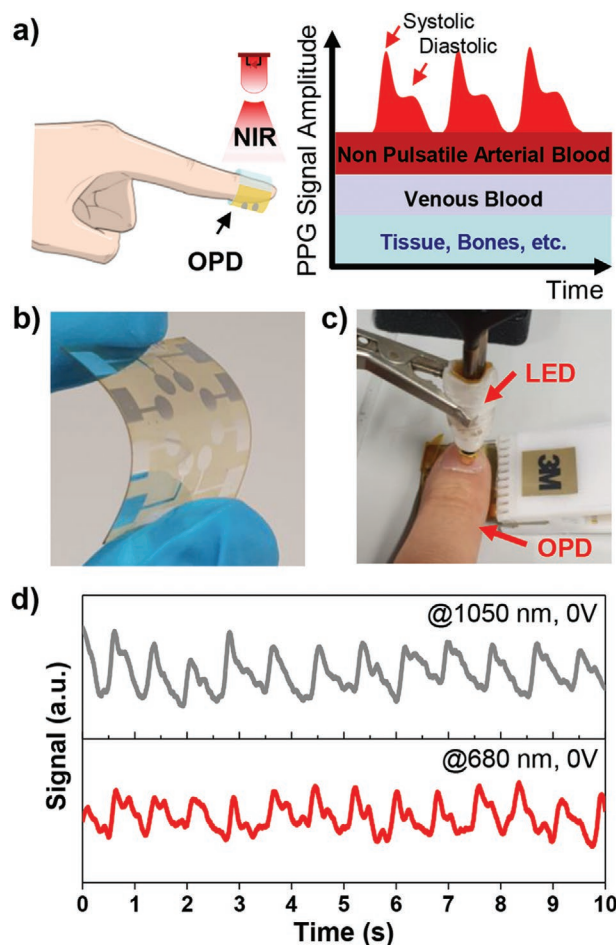 a)
NIR
OPD
PPG Signal Amplitude
Systolic
Diastolic
Non Pulsatile Arterial Blood
Venous Blood
Tissue, Bones, etc.
Time
b)
c)
LED
3M
OPD
d)
Signal (a.u.)
@1050 nm, 0V
@680 nm, 0V
0 1 2 3 4 5 6 7 8 9 10
Time (s)